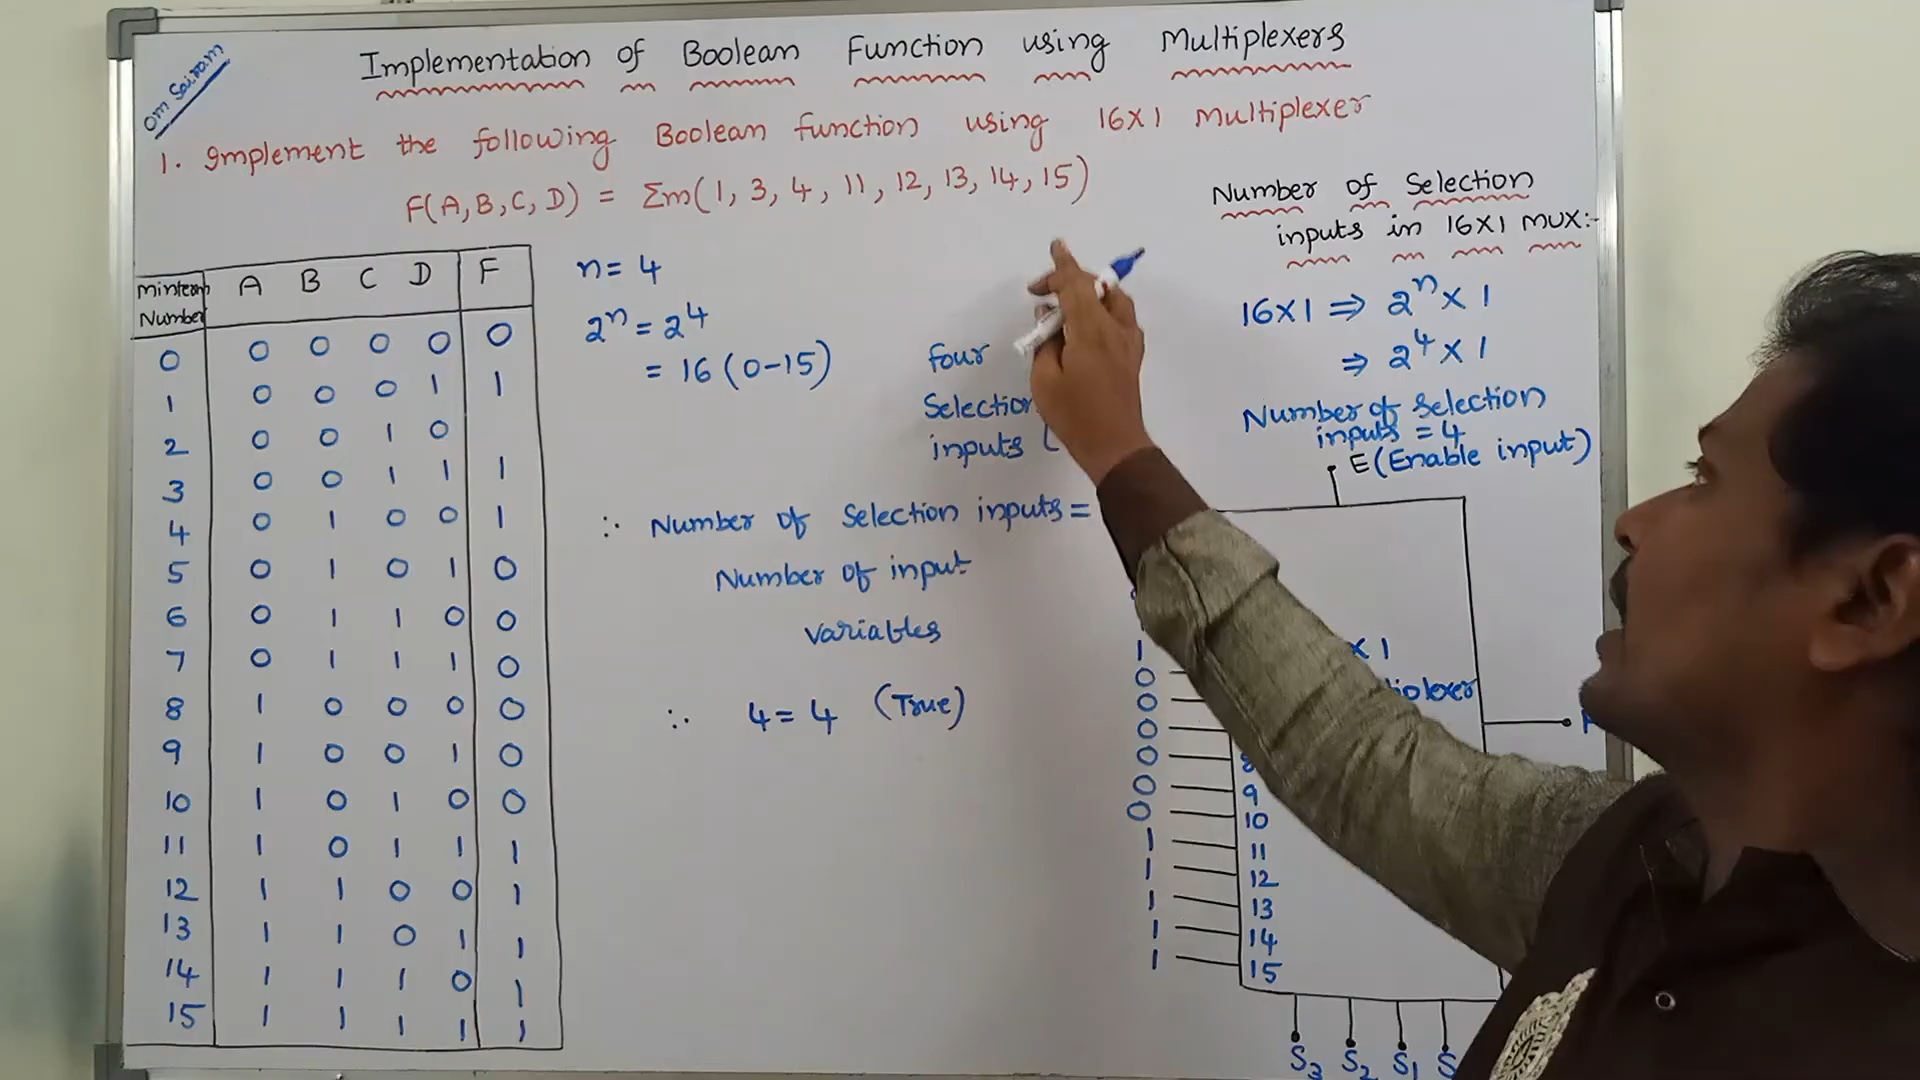 Om Sairam
Implementation of Boolean Function using Multiplexers
1. Implement the following Boolean function using 16X1 Multiplexer
F(A,B,C,D) = Σm(1, 3, 4, 11, 12, 13, 14, 15)
Minterm Number A B C D F
0 0 0 0 0 0
1 0 0 0 1 1
2 0 0 1 0
3 0 0 1 1 1
4 0 1 0 0 1
5 0 1 0 1 0
6 0 1 1 0 0
7 0 1 1 1 0
8 1 0 0 0 0
9 1 0 0 1 0
10 1 0 1 0 0
11 1 0 1 1 1
12 1 1 0 0 1
13 1 1 0 1 1
14 1 1 1 0 1
15 1 1 1 1 1
n = 4
2ⁿ = 2⁴
= 16 (0-15)
four
Selection
inputs
∴ Number of Selection inputs =
Number of input
variables
∴ 4 = 4 (True)
Number of Selection
inputs in 16X1 MUX:-
16X1 ⇒ 2ⁿ X 1
⇒ 2⁴ X 1
Number of Selection
inputs = 4
E (Enable input)
X 1
1
0
0
0
0 8
0 9
0 10
1 11
1 12
1 13
1 14
1 15
S3 S2 S1 S